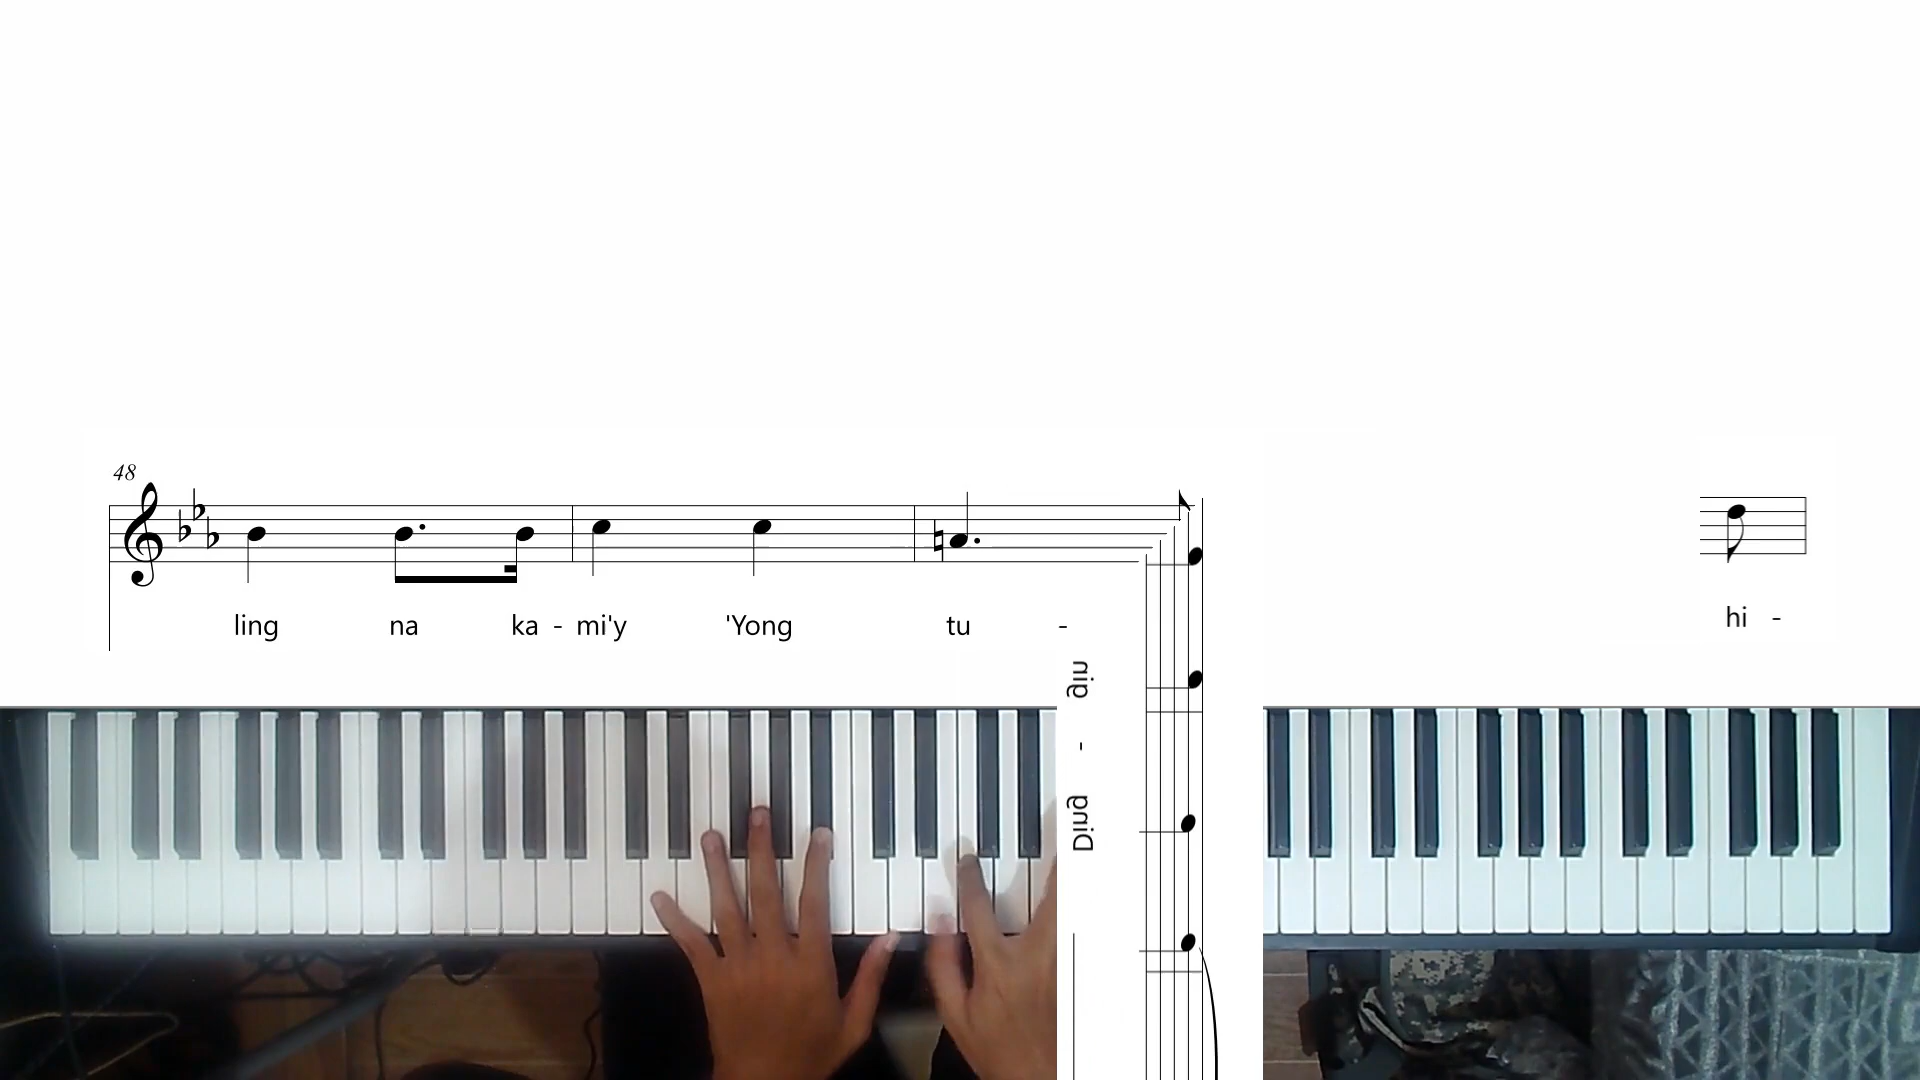 48
ling na ka - mi'y 'Yong tu -
hi -
Ding - gin